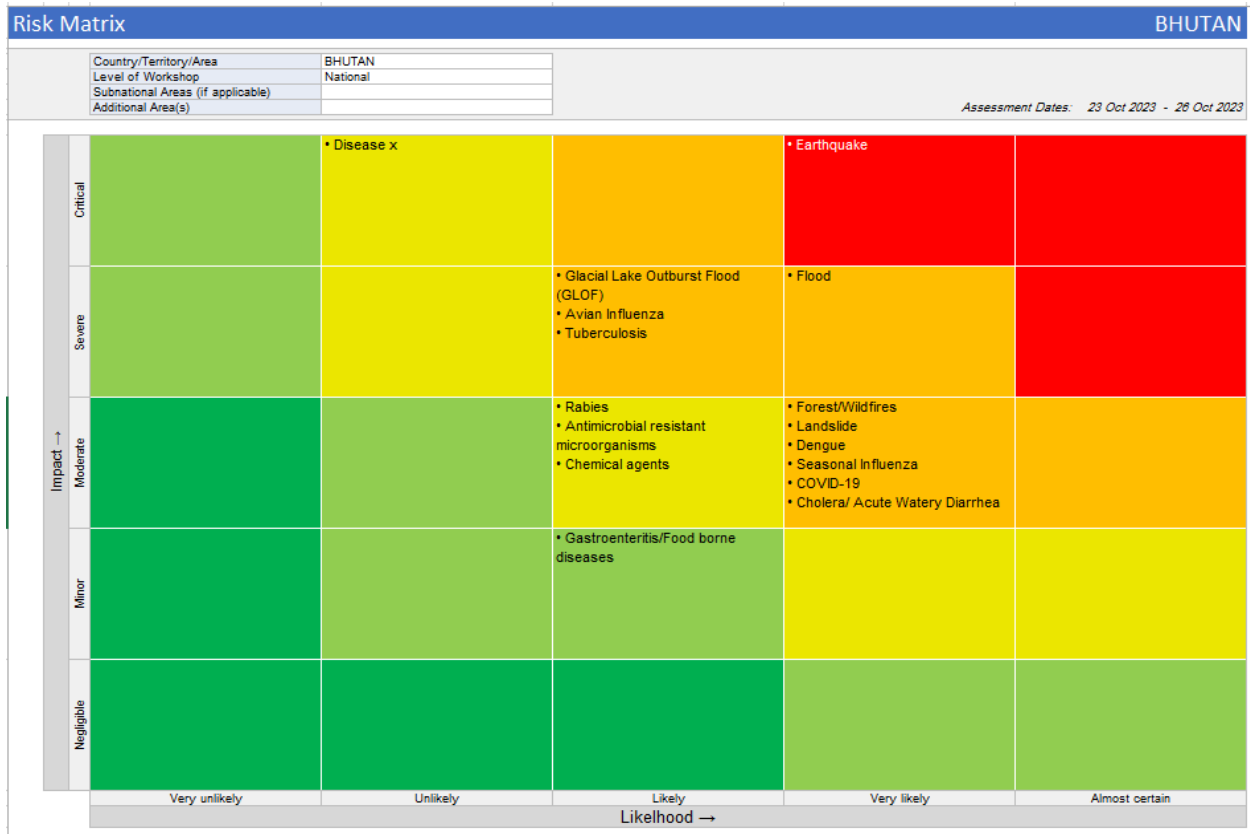 Risk Matrix BHUTAN
Country/Territory/Area BHUTAN
Level of Workshop National
Subnational Areas (if applicable)
Additional Area(s)
Assessment Dates: 23 Oct 2023 - 26 Oct 2023
Impact →
Critical
• Disease x
• Earthquake
Severe
• Glacial Lake Outburst Flood
(GLOF)
• Avian Influenza
• Tuberculosis
• Flood
Moderate
• Rabies
• Antimicrobial resistant
microorganisms
• Chemical agents
• Forest/Wildfires
• Landslide
• Dengue
• Seasonal Influenza
• COVID-19
• Cholera/ Acute Watery Diarrhea
Minor
• Gastroenteritis/Food borne
diseases
Negligible
Very unlikely Unlikely Likely Very likely Almost certain
Likelhood →